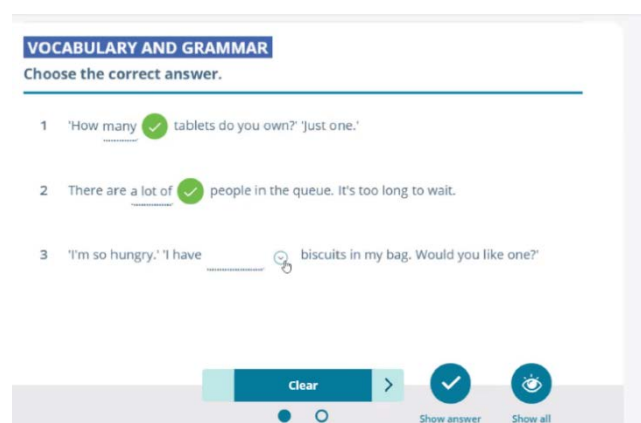 VOCABULARY AND GRAMMAR
Choose the correct answer.
1 'How many tablets do you own?' 'Just one.'
2 There are a lot of people in the queue. It's too long to wait.
3 'I'm so hungry.' 'I have ............... biscuits in my bag. Would you like one?'
Clear
Show answer Show all